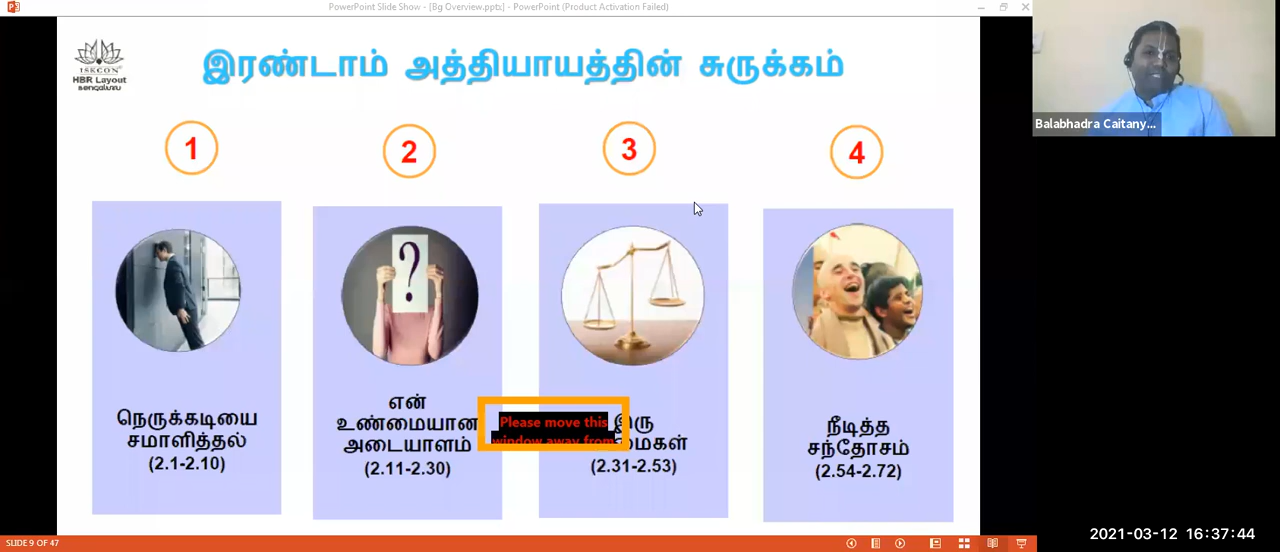 PowerPoint Slide Show - [Bg Overview.pptx] - PowerPoint (Product Activation Failed)
ISKCON
HBR Layout
Bengaluru
இரண்டாம் அத்தியாயத்தின் சுருக்கம்
Balabhadra Caitany...
1
2
3
4
?
நெருக்கடியை
சமாளித்தல்
(2.1-2.10)
என்
உண்மையான
அடையாளம்
(2.11-2.30)
Please move this
window away from
இரு
(2.31-2.53)
நீடித்த
சந்தோசம்
(2.54-2.72)
2021-03-12 16:37:44
SLIDE 9 OF 47